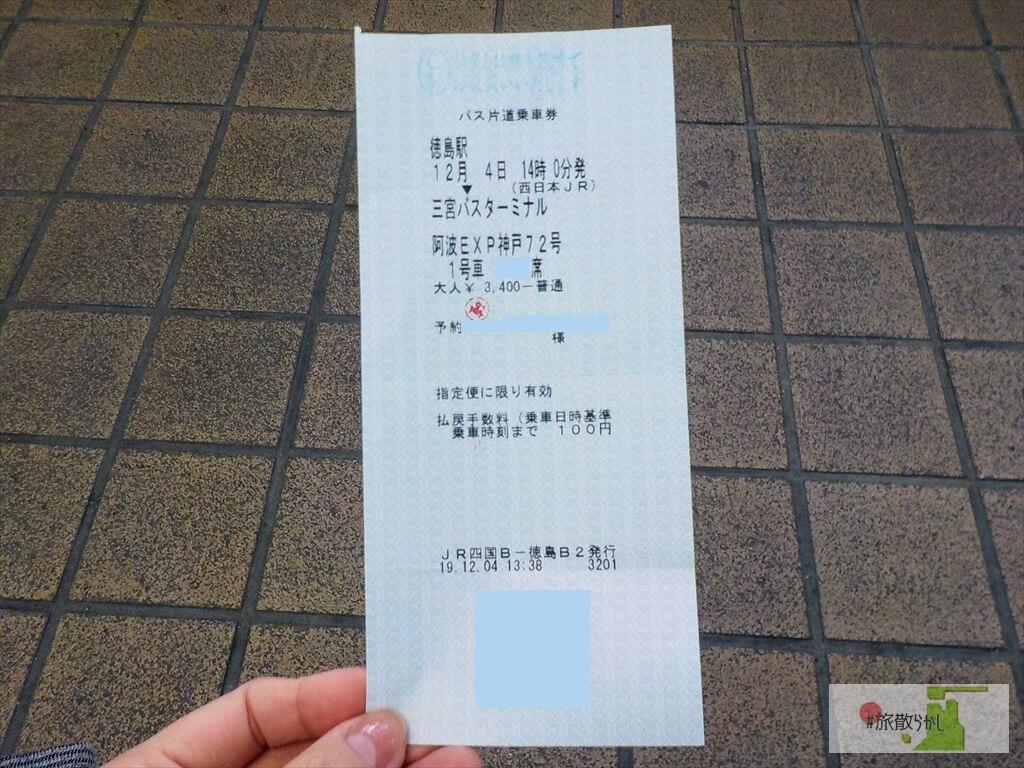 バス片道乗車券
徳島駅
12月 4日 14時 0分発
▼ (西日本JR)
三宮バスターミナル
阿波EXP神戸72号
1号車 席
大人¥ 3,400-普通
予約
様
指定便に限り有効
払戻手数料(乗車日時基準
乗車時刻まで 100円
JR四国B-徳島B2発行
19.12.04 13:38 3201
#旅散らかし